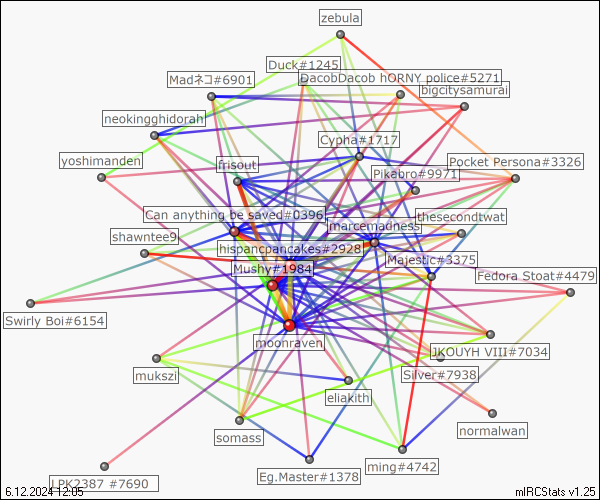 zebula
Duck#1245
DacobDacob hORNY police#5271
Madネコ#6901
bigcitysamurai
neokingghidorah
Cypha#1717
yoshimanden
frisout
Pikabro#9971
Pocket Persona#3326
Can anything be saved#0396
marcemadness
thesecondtwat
shawntee9
hispancpancakes#2928
Majestic#3375
Mushy#1984
Fedora Stoat#4479
Swirly Boi#6154
moonraven
JKOUYH VIII#7034
mukszi
Silver#7938
eliakith
somass
normalwan
ming#4742
Eg.Master#1378
LPK2387 #7690
6.12.2024 12:05
mIRCStats v1.25